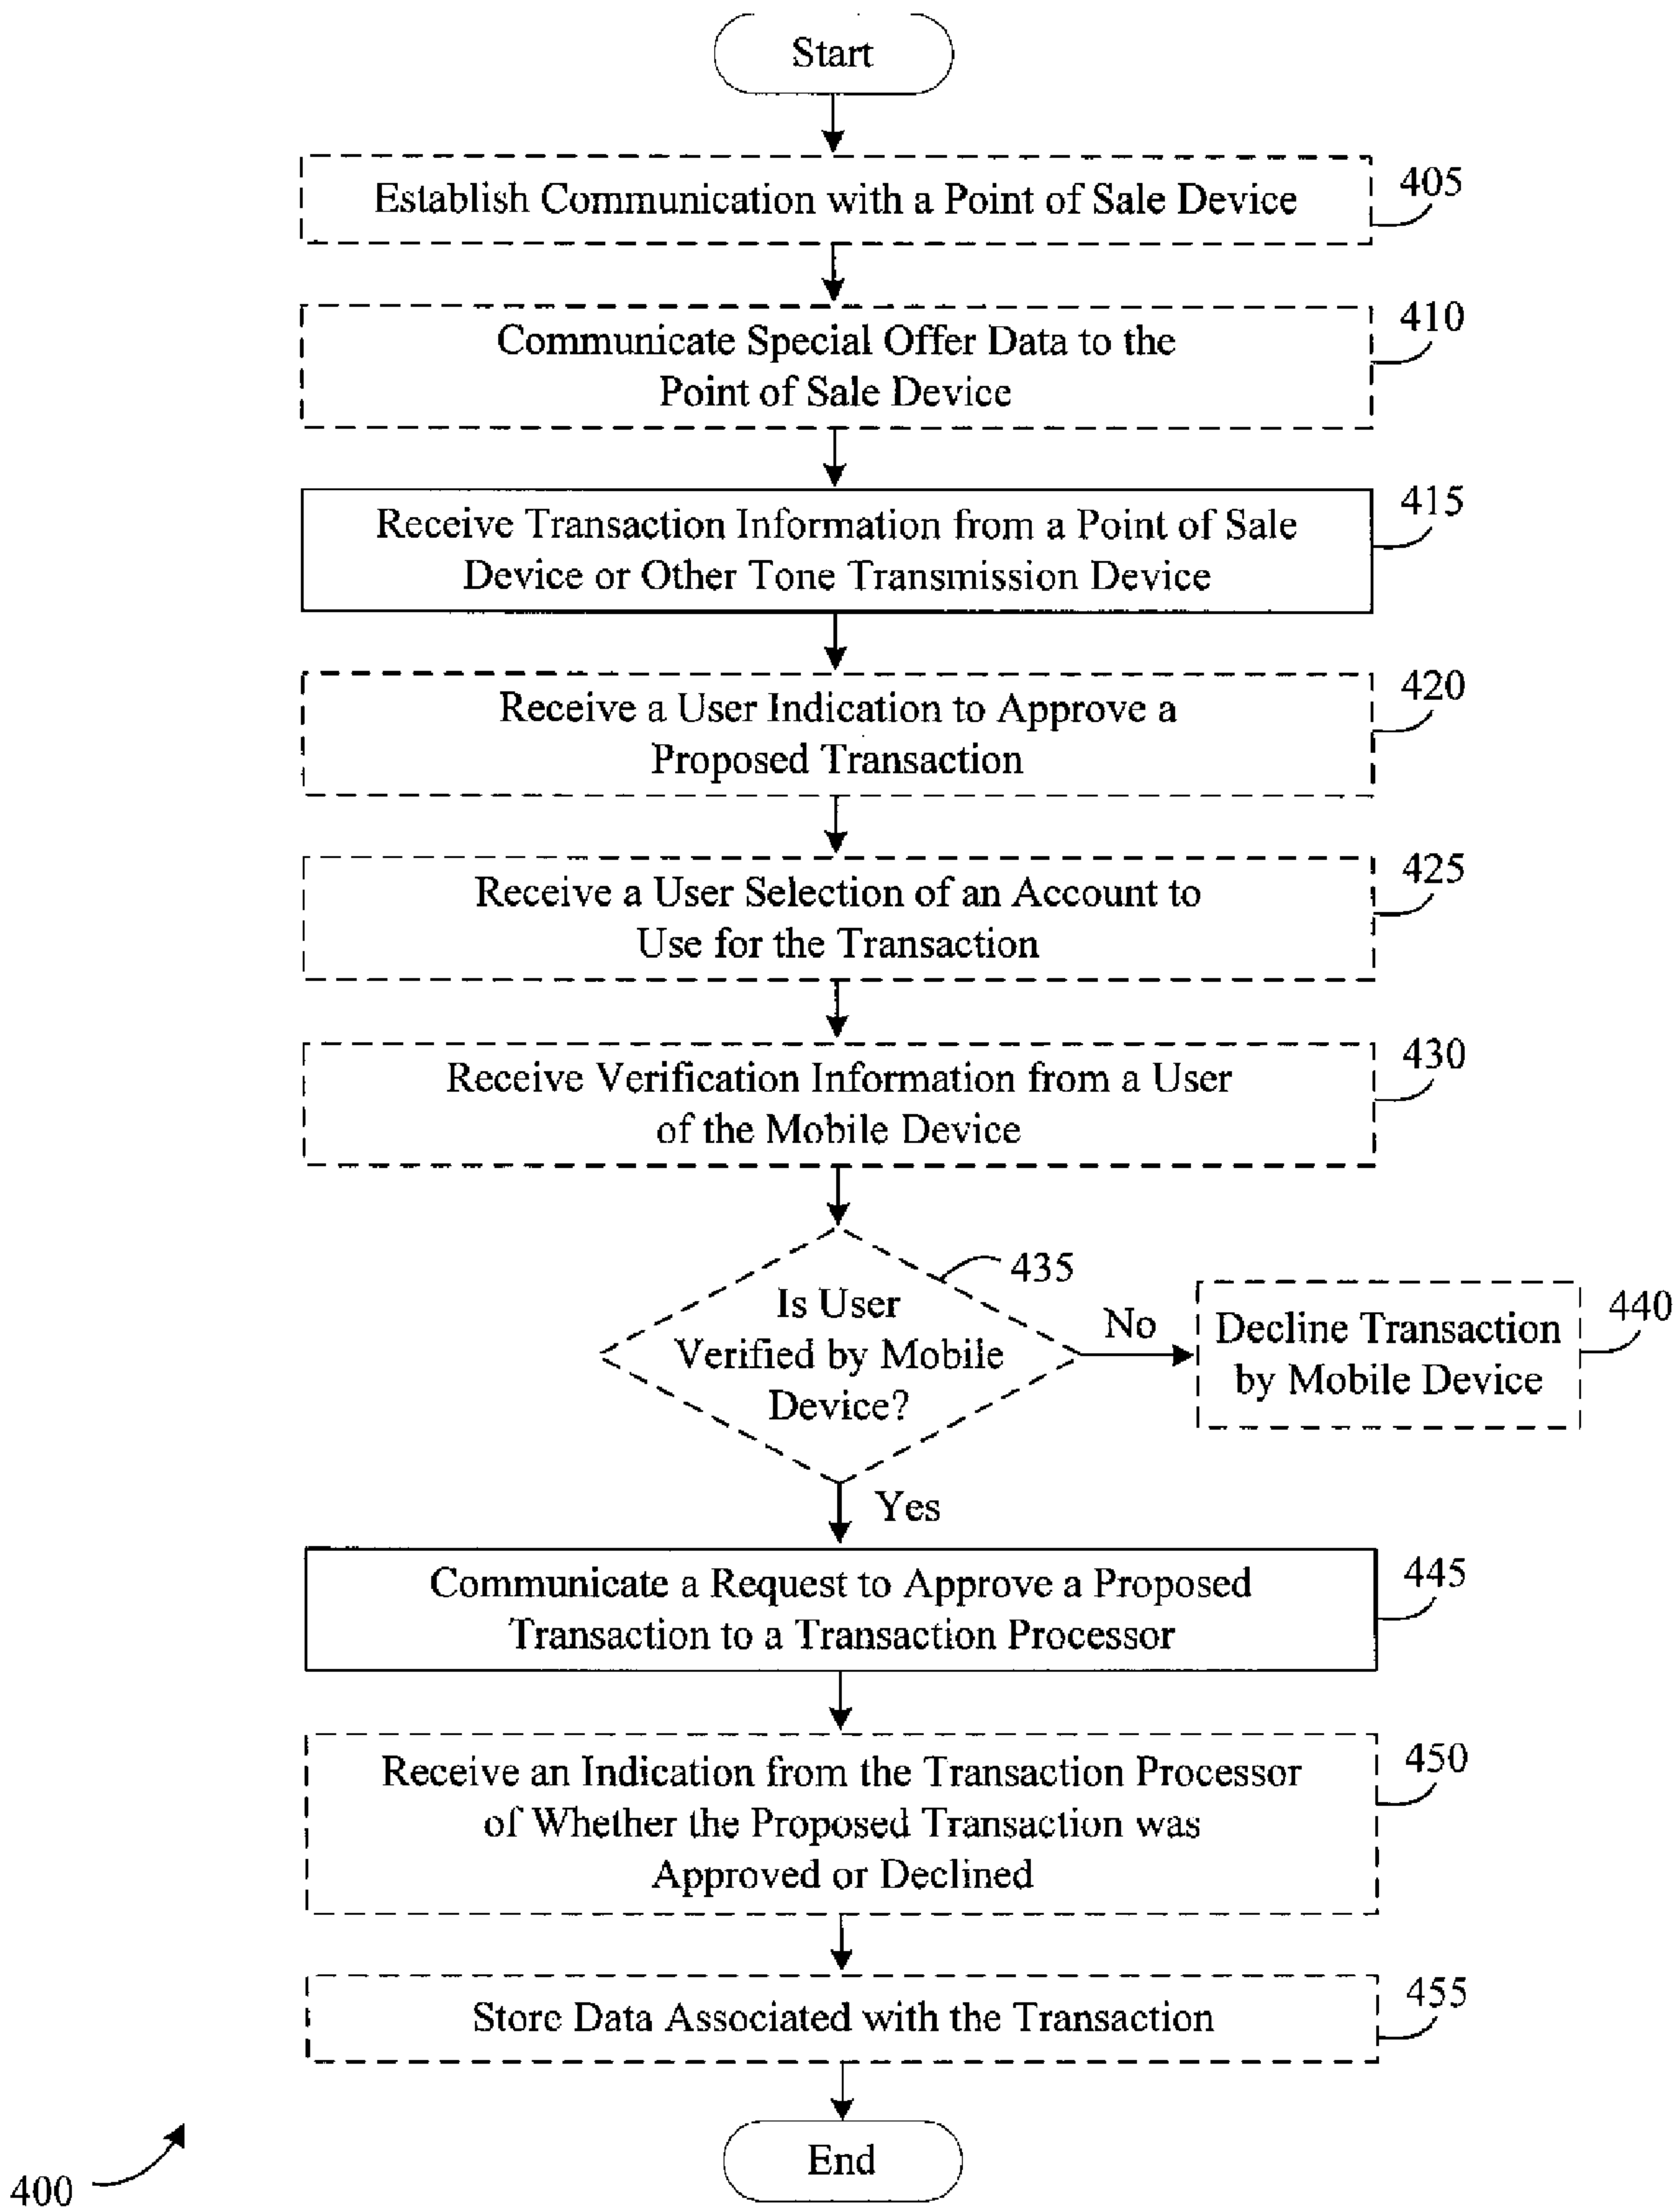 Start
Establish Communication with a Point of Sale Device
405
Communicate Special Offer Data to the
Point of Sale Device
410
Receive Transaction Information from a Point of Sale
Device or Other Tone Transmission Device
415
Receive a User Indication to Approve a
Proposed Transaction
420
Receive a User Selection of an Account to
Use for the Transaction
425
Receive Verification Information from a User
of the Mobile Device
430
Is User
Verified by Mobile
Device?
435
No
Decline Transaction
by Mobile Device
440
Yes
Communicate a Request to Approve a Proposed
Transaction to a Transaction Processor
445
Receive an Indication from the Transaction Processor
of Whether the Proposed Transaction was
Approved or Declined
450
Store Data Associated with the Transaction
455
End
400